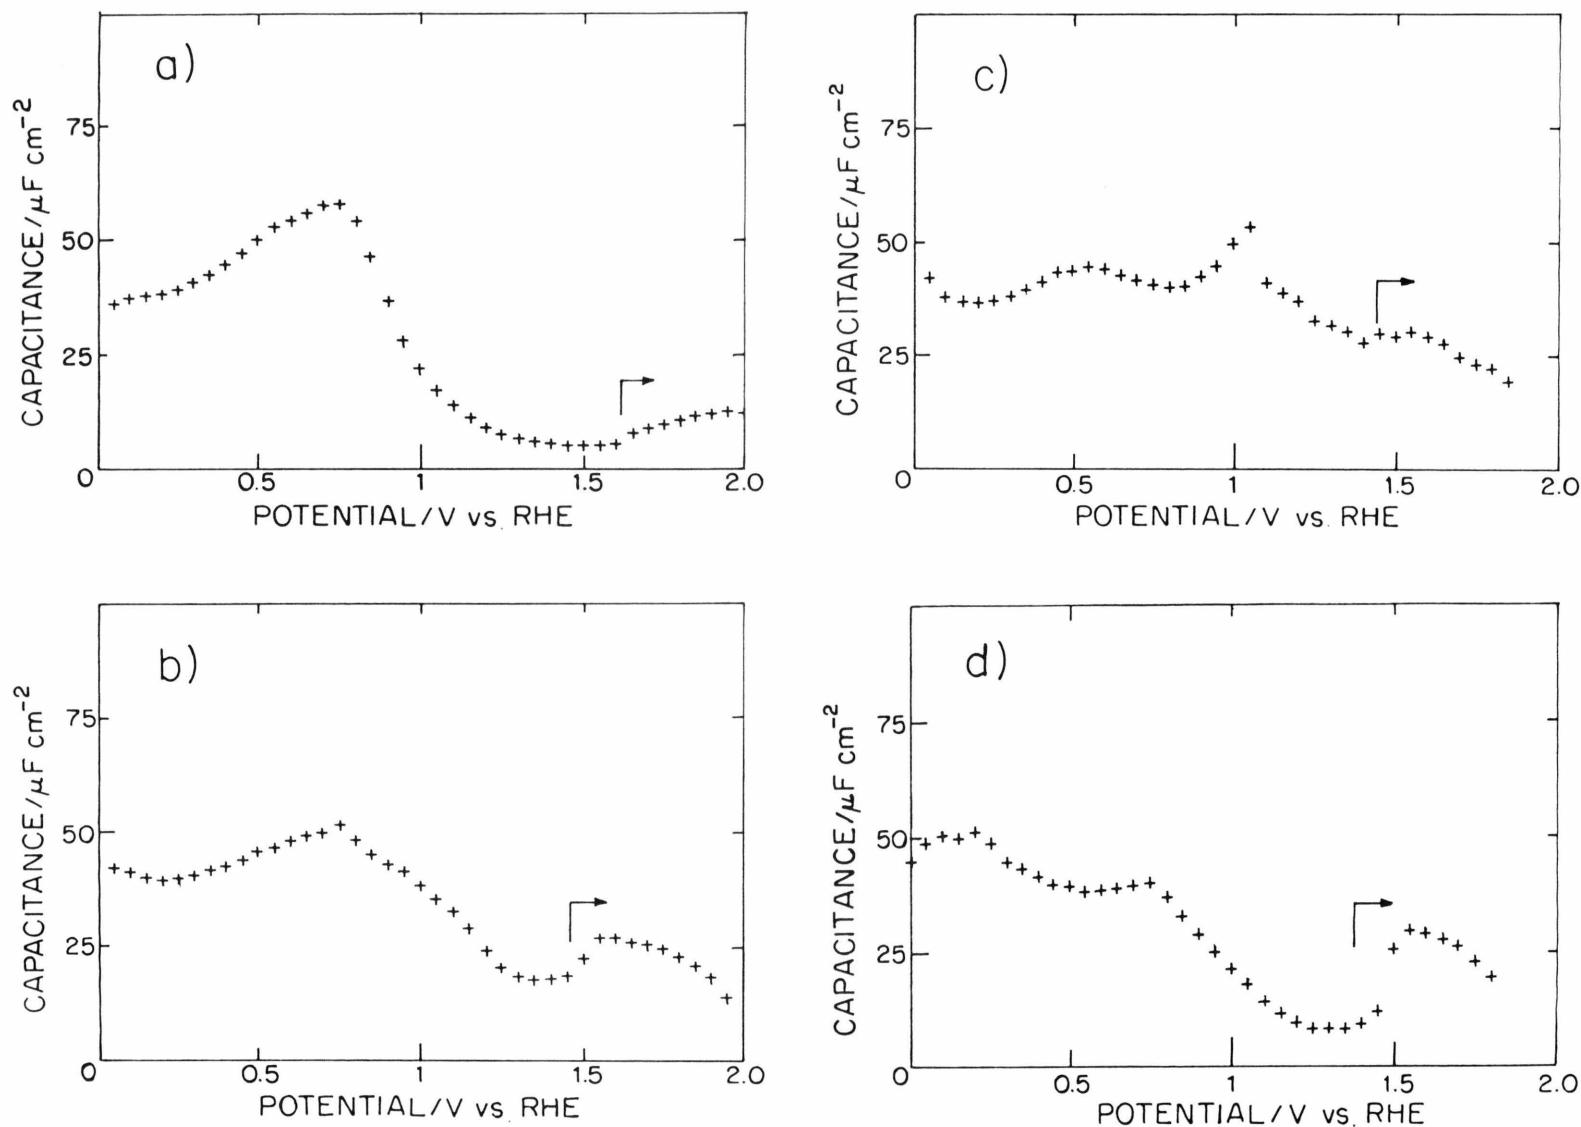 a)
CAPACITANCE/μF cm⁻²
75
50
25
0
0.5
1
1.5
2.0
POTENTIAL/V vs. RHE
c)
CAPACITANCE/μF cm⁻²
75
50
25
0
0.5
1
1.5
2.0
POTENTIAL/V vs. RHE
b)
CAPACITANCE/μF cm⁻²
75
50
25
0
0.5
1
1.5
2.0
POTENTIAL/V vs. RHE
d)
CAPACITANCE/μF cm⁻²
75
50
25
0
0.5
1
1.5
2.0
POTENTIAL/V vs. RHE